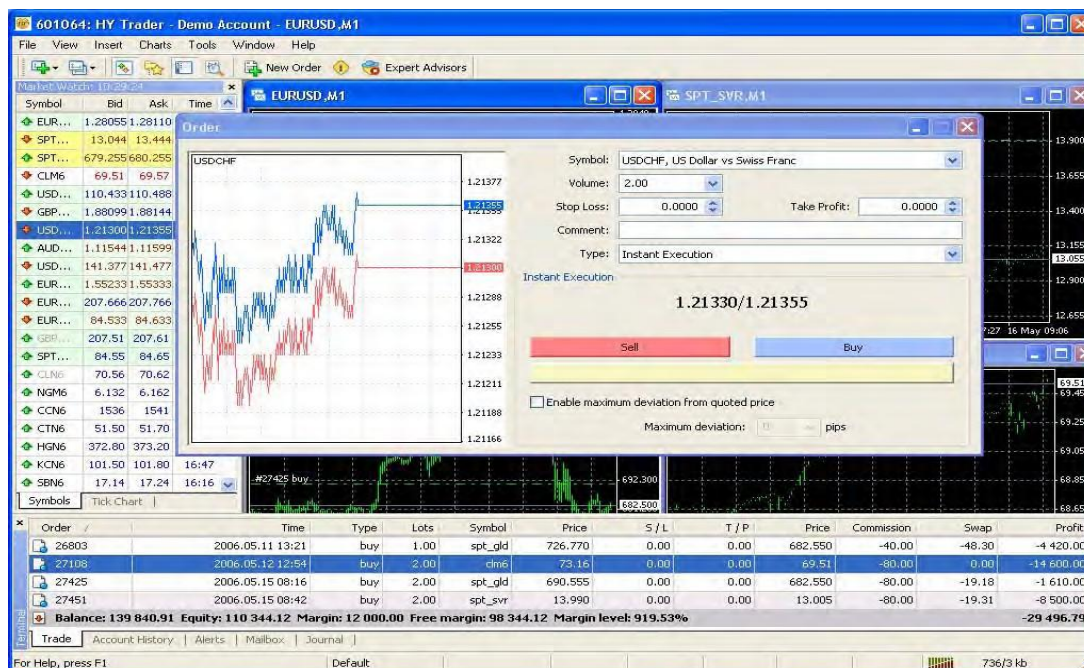 601064: HY Trader - Demo Account - EURUSD,M1
File View Insert Charts Tools Window Help
New Order Expert Advisors
Market Watch: 10:29:24
Symbol Bid Ask Time
EUR... 1.28055 1.28110
SPT... 13.044 13.444
SPT... 679.255 680.255
CLM6 69.51 69.57
USD... 110.433 110.488
GBP... 1.88099 1.88144
USD... 1.21300 1.21355
AUD... 1.11544 1.11599
USD... 141.377 141.477
EUR... 1.55233 1.55333
EUR... 207.666 207.766
EUR... 84.533 84.633
GBP... 207.51 207.61
SPT... 84.55 84.65
CLN6 70.56 70.62
NGM6 6.132 6.162
CCN6 1536 1541
CTN6 51.50 51.70
HGN6 372.80 373.20
KCN6 101.50 101.80 16:47
SBN6 17.14 17.24 16:16
Symbols Tick Chart
EURUSD,M1
SPT_SVR,M1
Order
USDCHF
1.21377
1.21355
1.21322
1.21300
1.21288
1.21255
1.21233
1.21211
1.21188
1.21166
Symbol: USDCHF, US Dollar vs Swiss Franc
Volume: 2.00
Stop Loss: 0.0000 Take Profit: 0.0000
Comment:
Type: Instant Execution
Instant Execution
1.21330/1.21355
Sell Buy
Enable maximum deviation from quoted price
Maximum deviation: 0 pips
13.900
13.655
13.400
13.155
13.055
12.900
12.655
7:27 16 May 09:06
#27425 buy
692.300
682.500
69.51
69.45
69.25
69.05
68.85
68.65
Order Time Type Lots Symbol Price S / L T / P Price Commission Swap Profit
26803 2006.05.11 13:21 buy 1.00 spt_gld 726.770 0.00 0.00 682.550 -40.00 -48.30 -4 420.00
27108 2006.05.12 12:54 buy 2.00 clm6 73.16 0.00 0.00 69.51 -80.00 0.00 -14 600.00
27425 2006.05.15 08:16 buy 2.00 spt_gld 690.555 0.00 0.00 682.550 -80.00 -19.18 -1 610.00
27451 2006.05.15 08:42 buy 2.00 spt_svr 13.990 0.00 0.00 13.005 -80.00 -19.31 -8 500.00
Balance: 139 840.91 Equity: 110 344.12 Margin: 12 000.00 Free margin: 98 344.12 Margin level: 919.53% -29 496.79
Terminal
Trade Account History Alerts Mailbox Journal
For Help, press F1 Default 736/3 kb